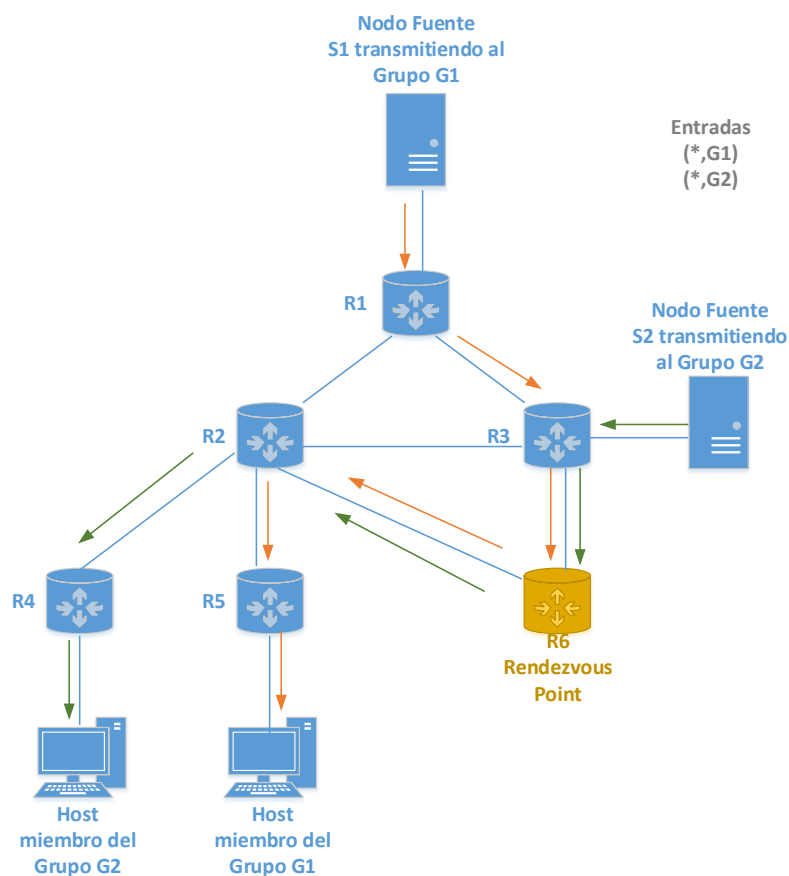 Nodo Fuente
S1 transmitiendo al
Grupo G1
Entradas
(*,G1)
(*,G2)
R1
Nodo Fuente
S2 transmitiendo
al Grupo G2
R2
R3
R4
R5
R6
Rendezvous
Point
Host
miembro del
Grupo G2
Host
miembro del
Grupo G1